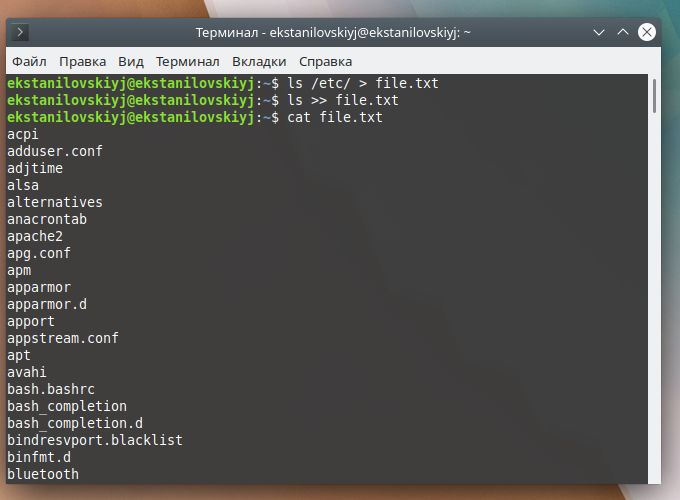 Терминал - ekstanilovskiyj@ekstanilovskiyj: ~
Файл Правка Вид Терминал Вкладки Справка
ekstanilovskiyj@ekstanilovskiyj:~$ ls /etc/ > file.txt
ekstanilovskiyj@ekstanilovskiyj:~$ ls >> file.txt
ekstanilovskiyj@ekstanilovskiyj:~$ cat file.txt
acpi
adduser.conf
adjtime
alsa
alternatives
anacrontab
apache2
apg.conf
apm
apparmor
apparmor.d
apport
appstream.conf
apt
avahi
bash.bashrc
bash_completion
bash_completion.d
bindresvport.blacklist
binfmt.d
bluetooth